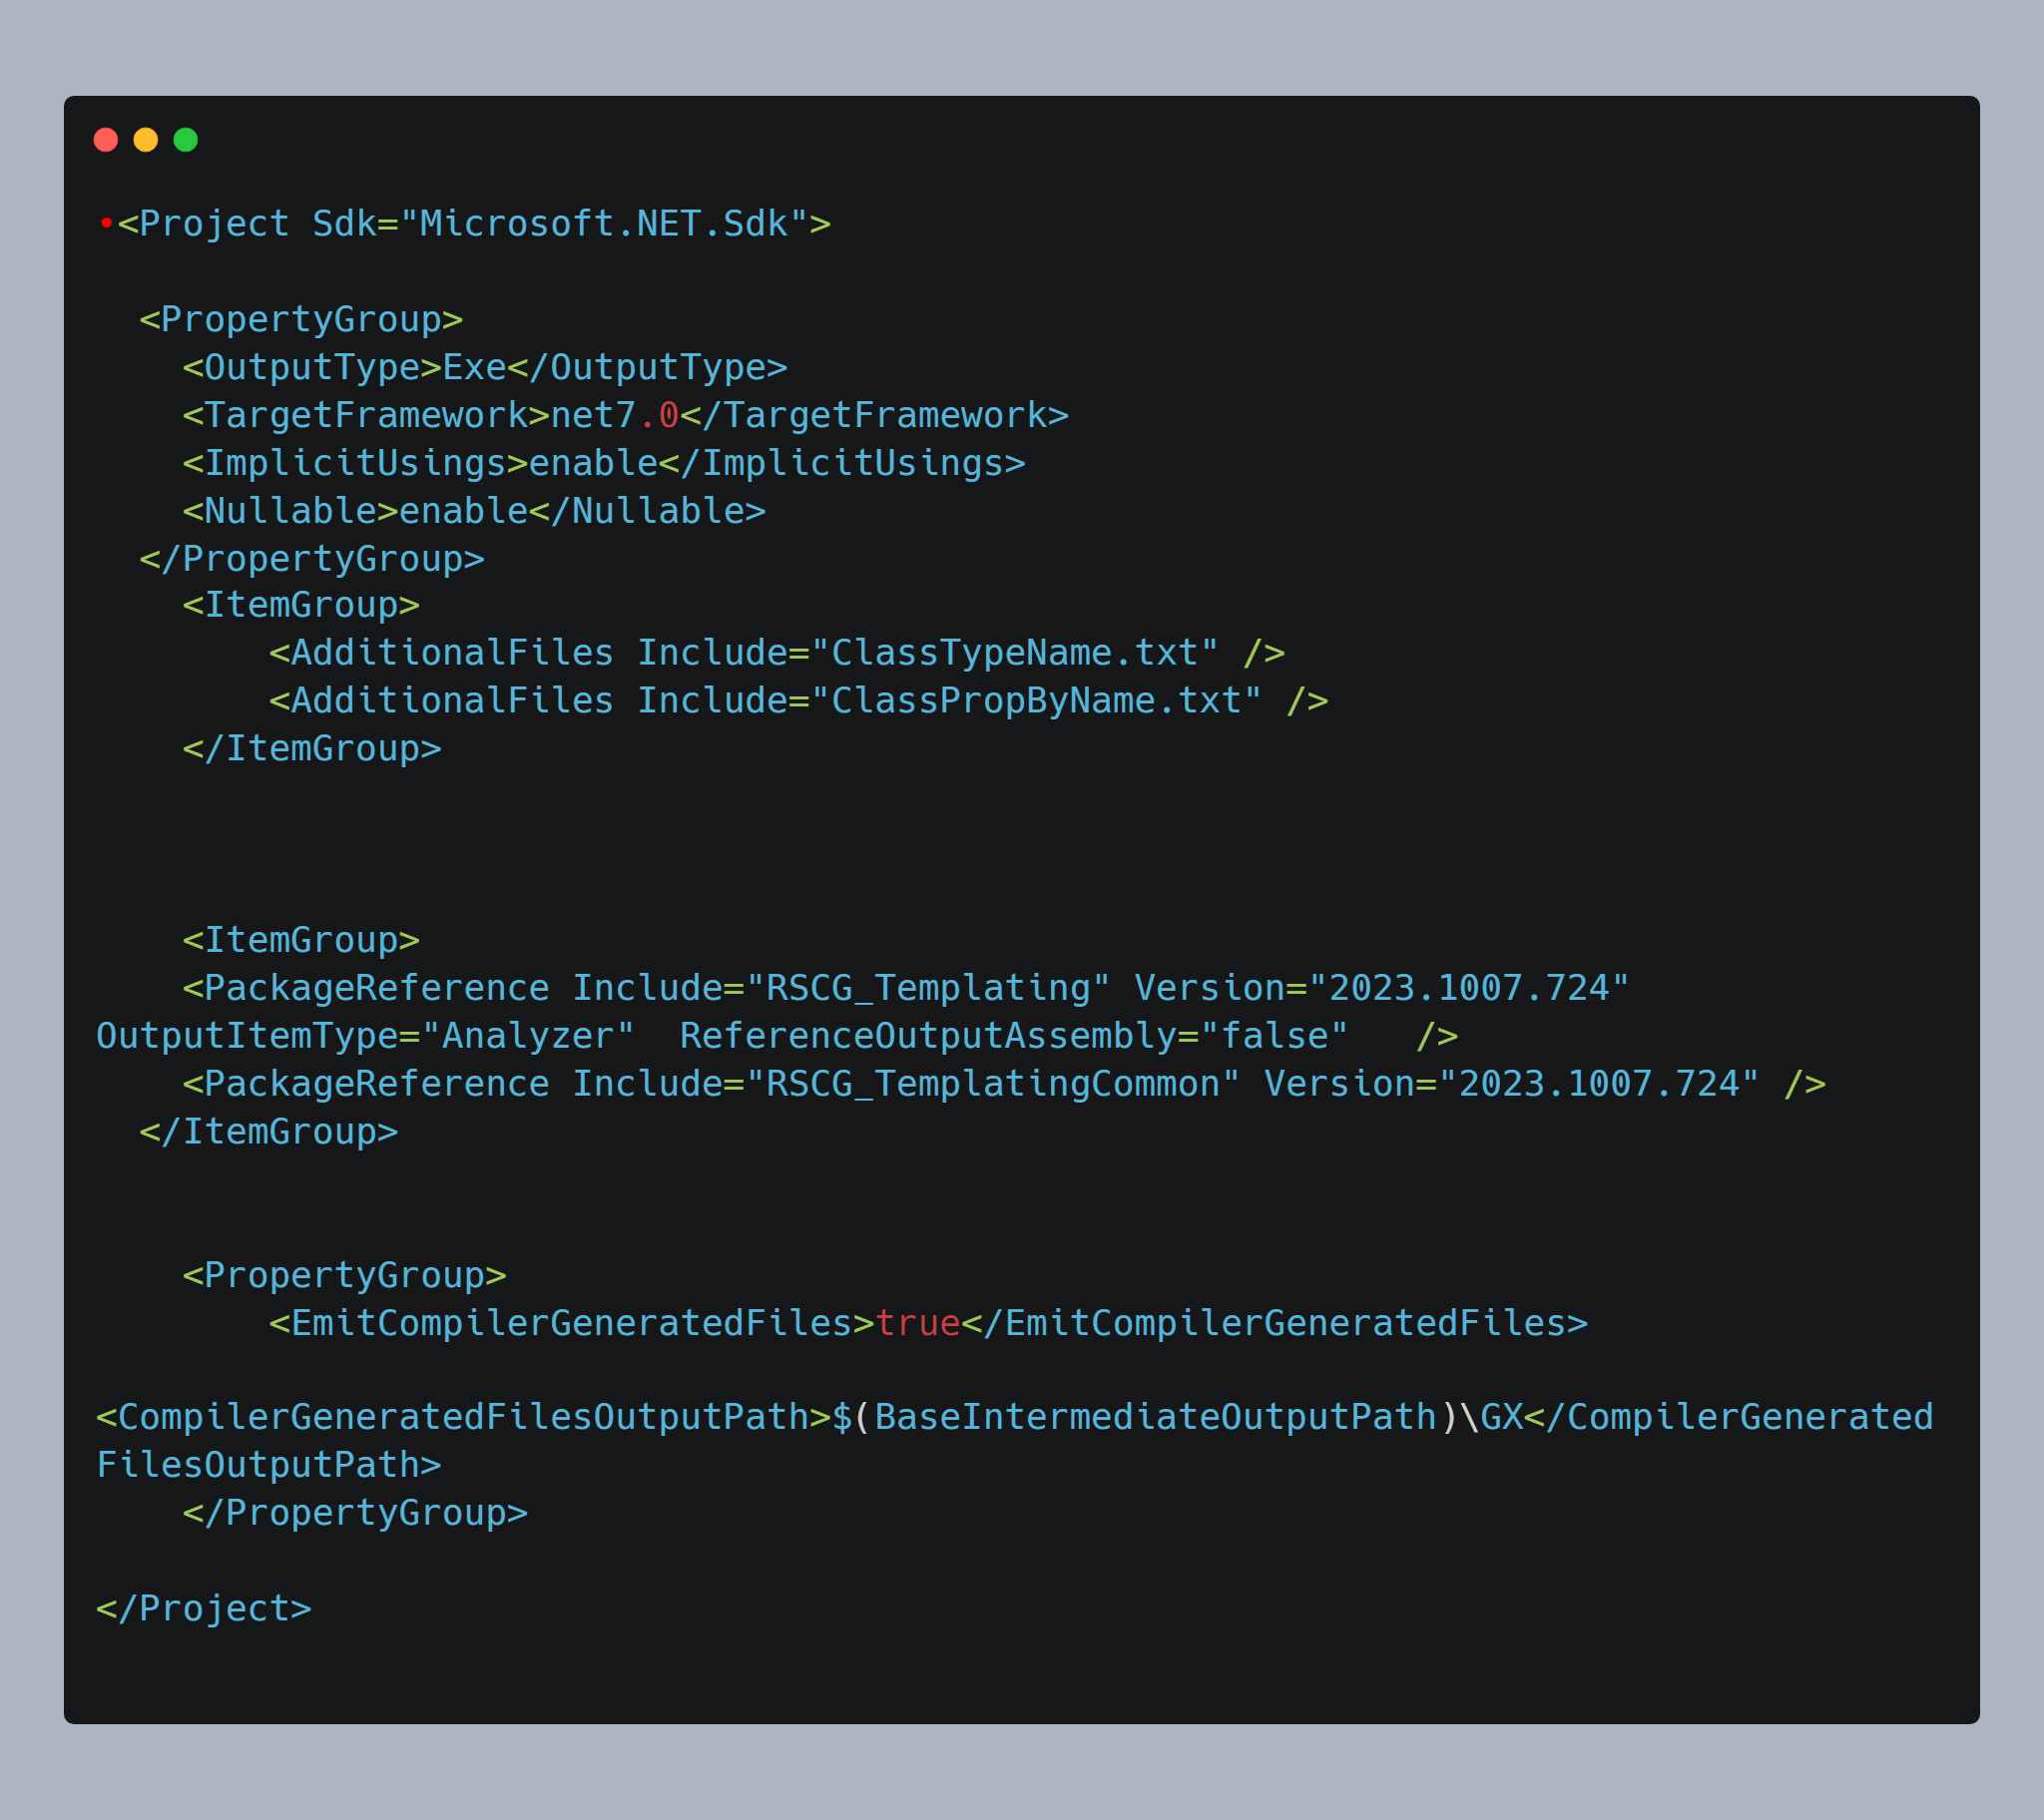 •<Project Sdk="Microsoft.NET.Sdk">
  <PropertyGroup>
    <OutputType>Exe</OutputType>
    <TargetFramework>net7.0</TargetFramework>
    <ImplicitUsings>enable</ImplicitUsings>
    <Nullable>enable</Nullable>
  </PropertyGroup>
    <ItemGroup>
        <AdditionalFiles Include="ClassTypeName.txt" />
        <AdditionalFiles Include="ClassPropByName.txt" />
    </ItemGroup>
    <ItemGroup>
    <PackageReference Include="RSCG_Templating" Version="2023.1007.724"
OutputItemType="Analyzer"  ReferenceOutputAssembly="false"   />
    <PackageReference Include="RSCG_TemplatingCommon" Version="2023.1007.724" />
  </ItemGroup>
    <PropertyGroup>
        <EmitCompilerGeneratedFiles>true</EmitCompilerGeneratedFiles>
<CompilerGeneratedFilesOutputPath>$(BaseIntermediateOutputPath)\GX</CompilerGenerated
FilesOutputPath>
    </PropertyGroup>
</Project>